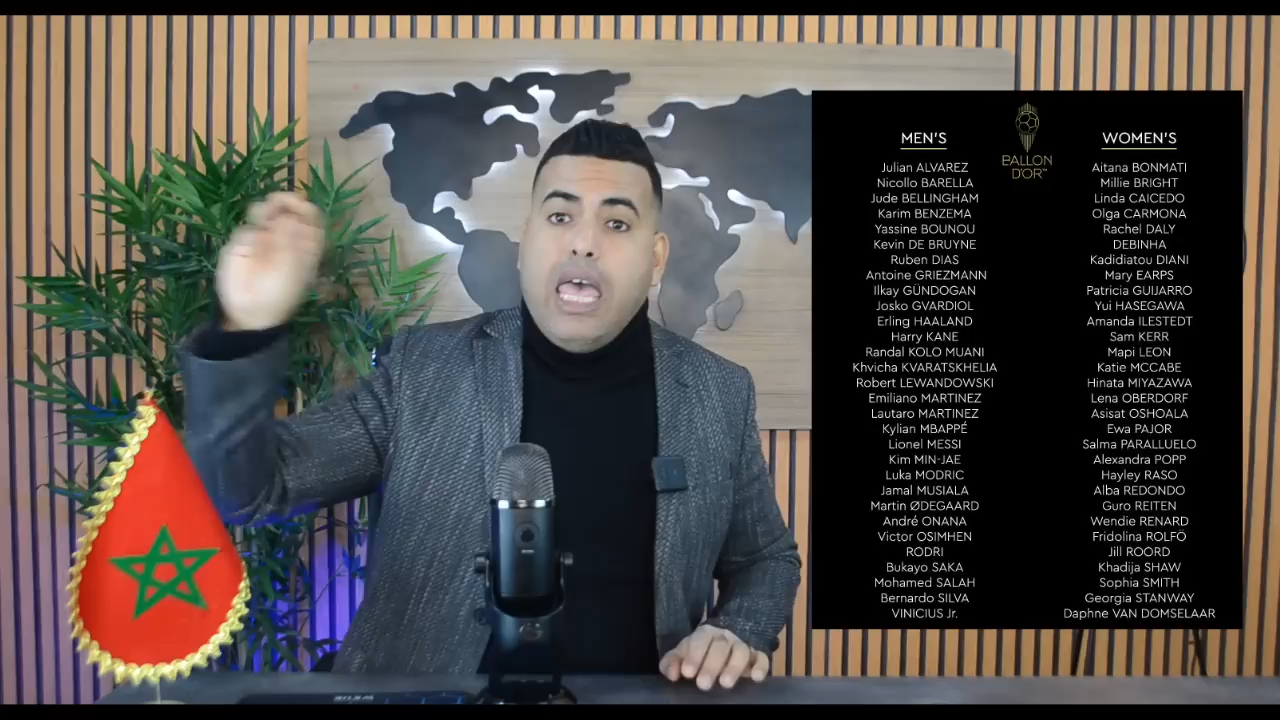 BALLON
D'OR™
MEN'S
Julian ALVAREZ
Nicollo BARELLA
Jude BELLINGHAM
Karim BENZEMA
Yassine BOUNOU
Kevin DE BRUYNE
Ruben DIAS
Antoine GRIEZMANN
Ilkay GÜNDOGAN
Josko GVARDIOL
Erling HAALAND
Harry KANE
Randal KOLO MUANI
Khvicha KVARATSKHELIA
Robert LEWANDOWSKI
Emiliano MARTINEZ
Lautaro MARTINEZ
Kylian MBAPPÉ
Lionel MESSI
Kim MIN-JAE
Luka MODRIC
Jamal MUSIALA
Martin ØDEGAARD
André ONANA
Victor OSIMHEN
RODRI
Bukayo SAKA
Mohamed SALAH
Bernardo SILVA
VINICIUS Jr.
WOMEN'S
Aitana BONMATI
Millie BRIGHT
Linda CAICEDO
Olga CARMONA
Rachel DALY
DEBINHA
Kadidiatou DIANI
Mary EARPS
Patricia GUIJARRO
Yui HASEGAWA
Amanda ILESTEDT
Sam KERR
Mapi LEON
Katie MCCABE
Hinata MIYAZAWA
Lena OBERDORF
Asisat OSHOALA
Ewa PAJOR
Salma PARALLUELO
Alexandra POPP
Hayley RASO
Alba REDONDO
Guro REITEN
Wendie RENARD
Fridolina ROLFÖ
Jill ROORD
Khadija SHAW
Sophia SMITH
Georgia STANWAY
Daphne VAN DOMSELAAR